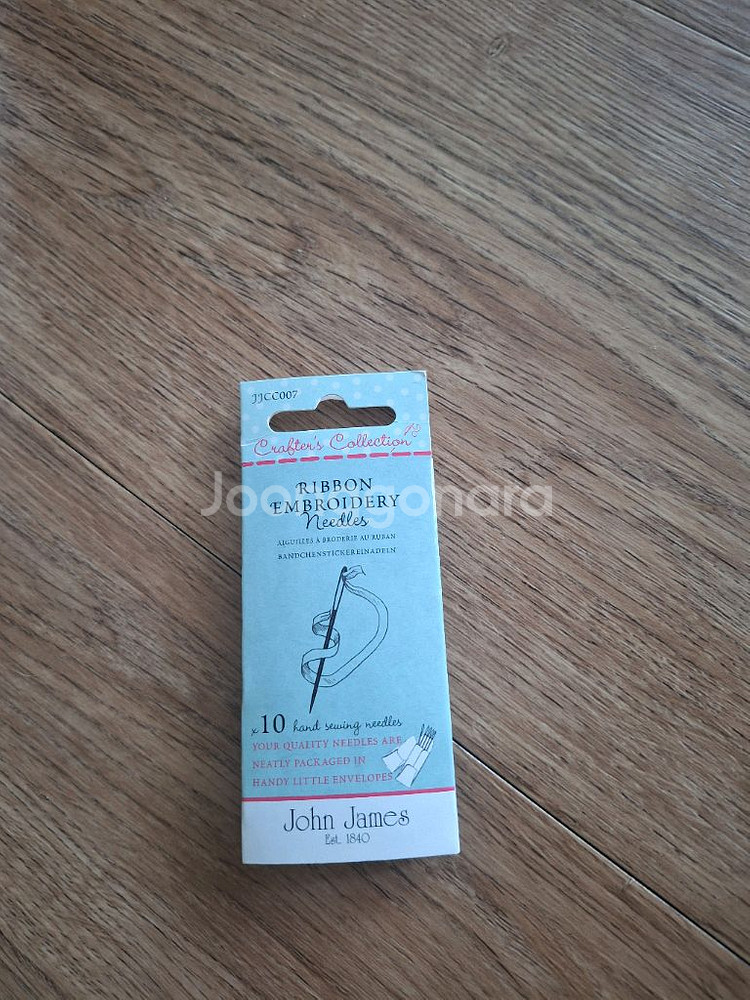 JJCC007
Crafter's Collection
RIBBON
EMBROIDERY
Needles
Joonggonara
AIGUILLES À BRODERIE AU RUBAN
BANDCHENSTICKEREINADELN
x10 hand sewing needles
YOUR QUALITY NEEDLES ARE
NEATLY PACKAGED IN
HANDY LITTLE ENVELOPES
John James
Est. 1840